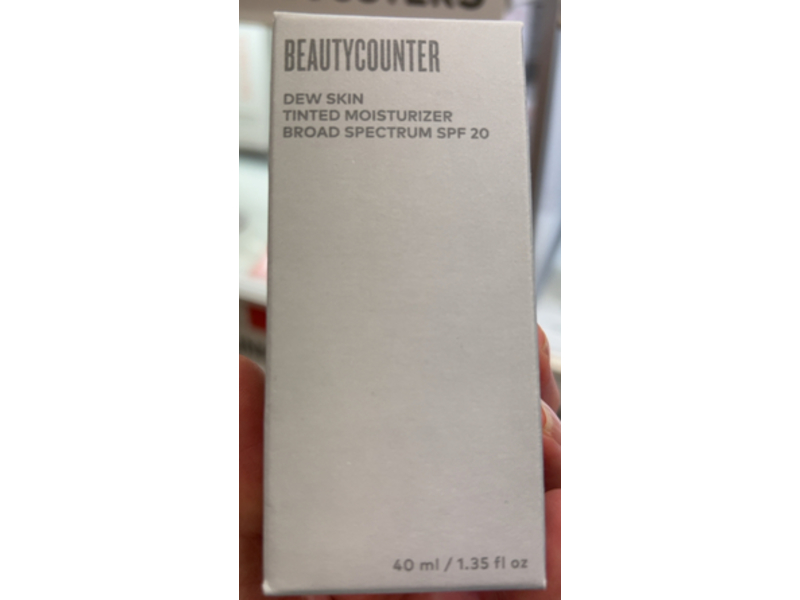 BEAUTYCOUNTER
DEW SKIN
TINTED MOISTURIZER
BROAD SPECTRUM SPF 20
40 ml / 1.35 fl oz